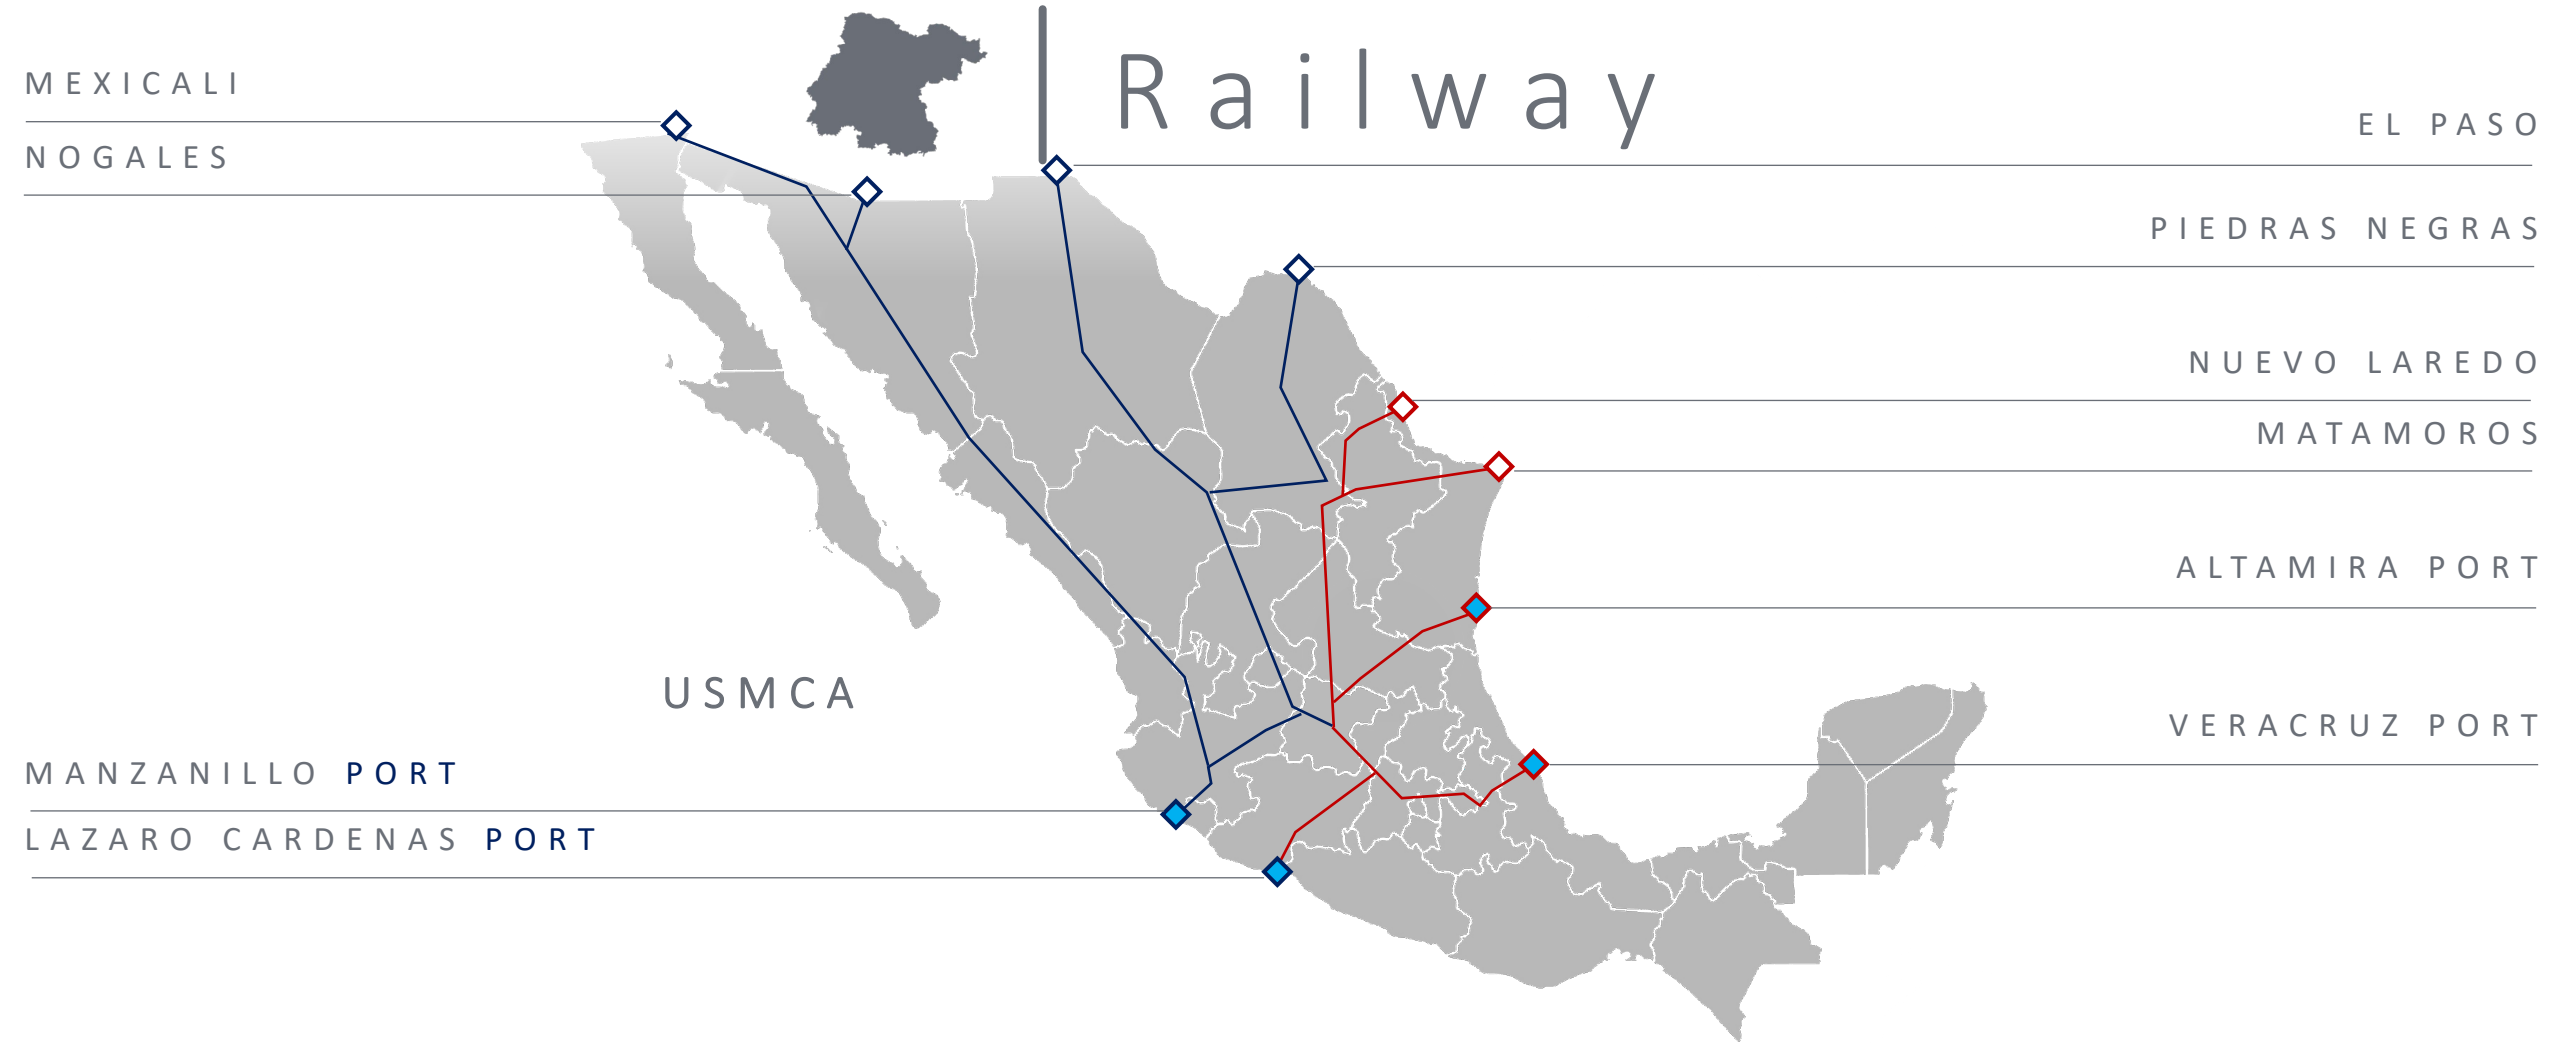 Railway
MEXICALI
NOGALES
EL PASO
PIEDRAS NEGRAS
NUEVO LAREDO
MATAMOROS
ALTAMIRA PORT
USMCA
VERACRUZ PORT
MANZANILLO PORT
LAZARO CARDENAS PORT